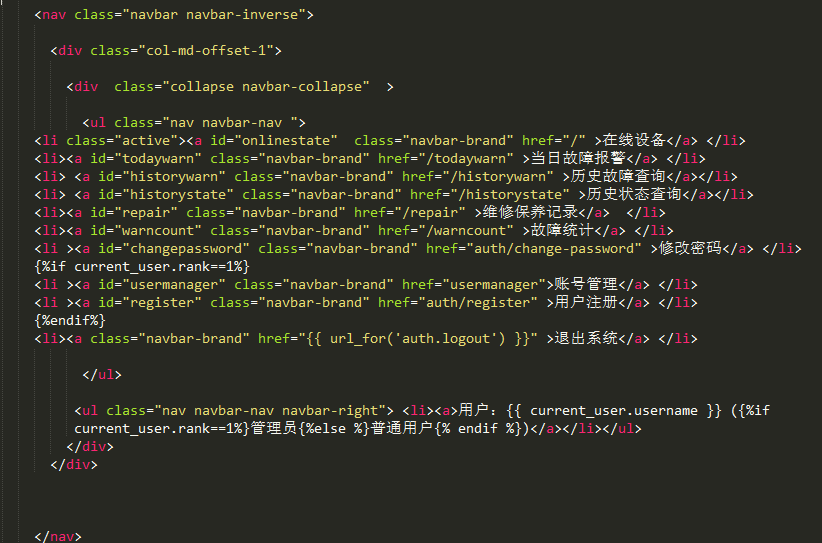 <nav class="navbar navbar-inverse">
<div class="col-md-offset-1">
<div  class="collapse navbar-collapse"  >
<ul class="nav navbar-nav ">
<li class="active"><a id="onlinestate"  class="navbar-brand" href="/" >在线设备</a> </li>
<li><a id="todaywarn" class="navbar-brand" href="/todaywarn" >当日故障报警</a> </li>
<li> <a id="historywarn" class="navbar-brand" href="/historywarn" >历史故障查询</a></li>
<li> <a id="historystate" class="navbar-brand" href="/historystate" >历史状态查询</a></li>
<li><a id="repair" class="navbar-brand" href="/repair" >维修保养记录</a>  </li>
<li><a id="warncount" class="navbar-brand" href="/warncount" >故障统计</a> </li>
<li ><a id="changepassword" class="navbar-brand" href="auth/change-password" >修改密码</a> </li>
{%if current_user.rank==1%}
<li ><a id="usermanager" class="navbar-brand" href="usermanager">账号管理</a> </li>
<li ><a id="register" class="navbar-brand" href="auth/register" >用户注册</a> </li>
{%endif%}
<li><a class="navbar-brand" href="{{ url_for('auth.logout') }}" >退出系统</a> </li>
</ul>
<ul class="nav navbar-nav navbar-right"> <li><a>用户：{{ current_user.username }} ({%if
current_user.rank==1%}管理员{%else %}普通用户{% endif %})</a></li></ul>
</div>
</div>
</nav>